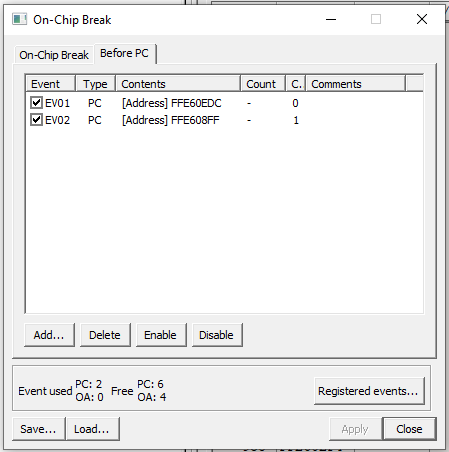 On-Chip Break
On-Chip Break Before PC
Event Type Contents Count C. Comments
EV01 PC [Address] FFE60EDC - 0
EV02 PC [Address] FFE608FF - 1
Add... Delete Enable Disable
Event used PC: 2 Free PC: 6
OA: 0 OA: 4
Registered events...
Save... Load... Apply Close